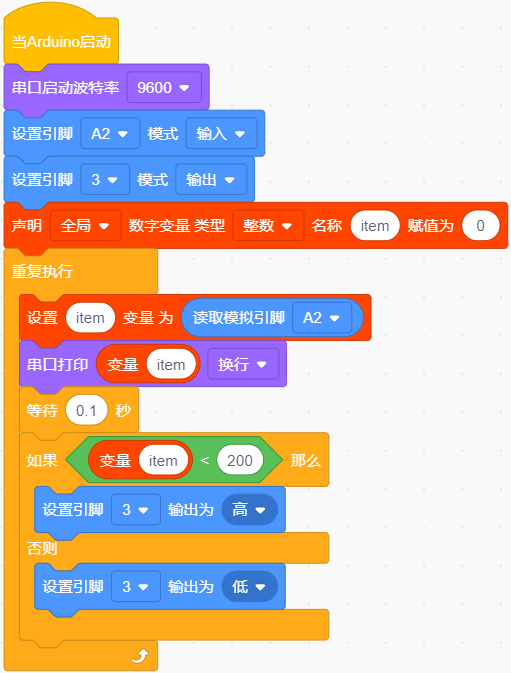 当Arduino启动
串口启动波特率 9600
设置引脚 A2 模式 输入
设置引脚 3 模式 输出
声明 全局 数字变量 类型 整数 名称 item 赋值为 0
重复执行
设置 item 变量 为 读取模拟引脚 A2
串口打印 变量 item 换行
等待 0.1 秒
如果 变量 item < 200 那么
设置引脚 3 输出为 高
否则
设置引脚 3 输出为 低